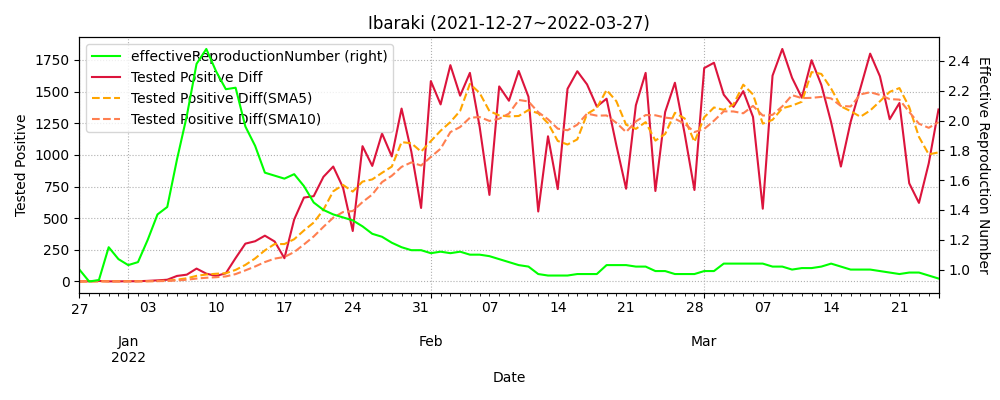 Ibaraki (2021-12-27~2022-03-27)
effectiveReproductionNumber (right)
Tested Positive Diff
Tested Positive Diff(SMA5)
Tested Positive Diff(SMA10)
Tested Positive
1750
1500
1250
1000
750
500
250
0
2.4
2.2
2.0
1.8
1.6
1.4
1.2
1.0
Effective Reproduction Number
27 03 10 17 24 31 07 14 21 28 07 14 21
Jan Feb Mar
2022
Date